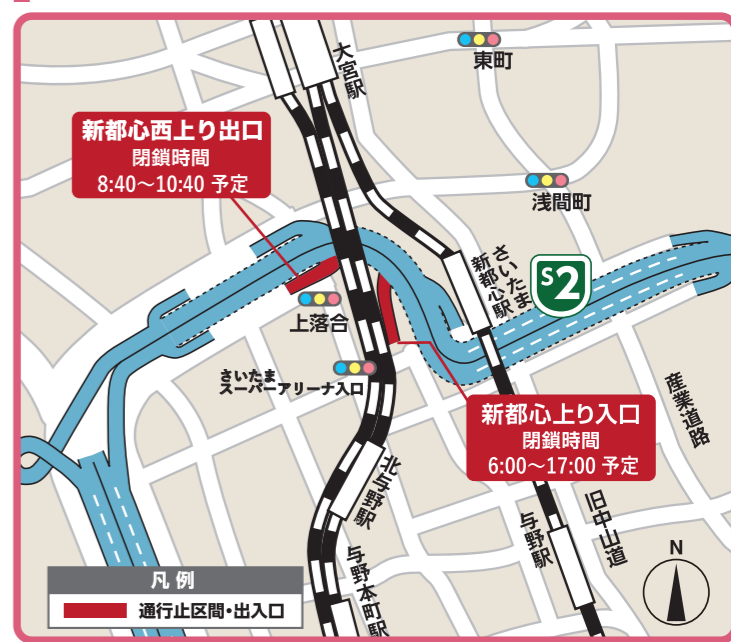 大宮駅
東町
新都心西上り出口
閉鎖時間
8:40〜10:40 予定
浅間町
さいたま
新都心駅
S2
上落合
さいたま
スーパーアリーナ入口
新都心上り入口
閉鎖時間
6:00〜17:00 予定
産業道路
北与野駅
与野駅
旧中山道
与野本町駅
N
凡例
通行止区間・出入口